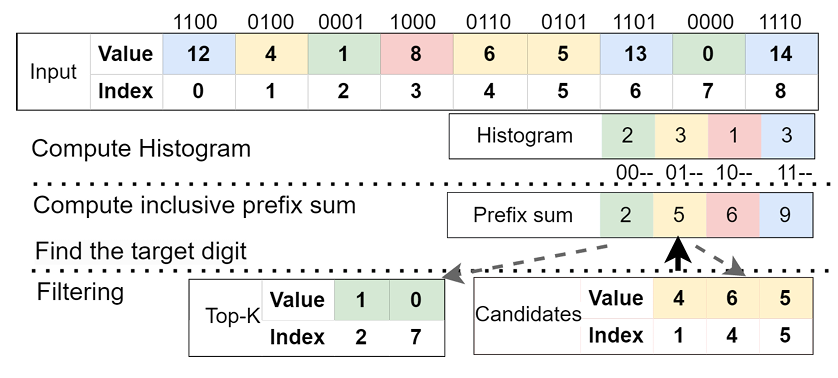 1100 0100 0001 1000 0110 0101 1101 0000 1110
Input Value 12 4 1 8 6 5 13 0 14
Index 0 1 2 3 4 5 6 7 8
Histogram 2 3 1 3
Compute Histogram
00-- 01-- 10-- 11--
Compute inclusive prefix sum
Prefix sum 2 5 6 9
Find the target digit
Filtering
Top-K Value 1 0
Index 2 7
Candidates Value 4 6 5
Index 1 4 5